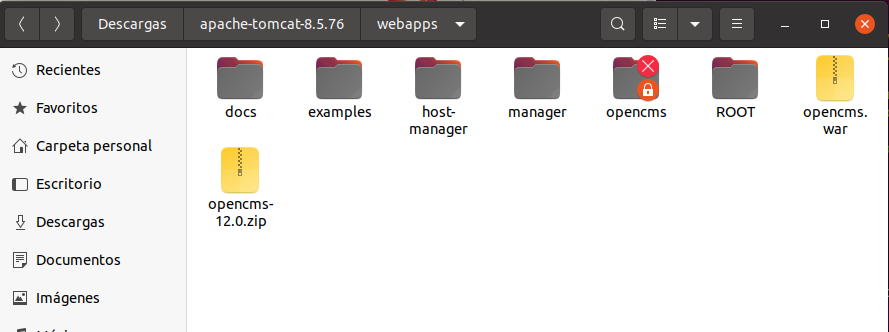 Descargas apache-tomcat-8.5.76 webapps
Recientes
Favoritos
Carpeta personal
Escritorio
Descargas
Documentos
Imágenes
docs examples host-manager manager opencms ROOT opencms.war
opencms-12.0.zip